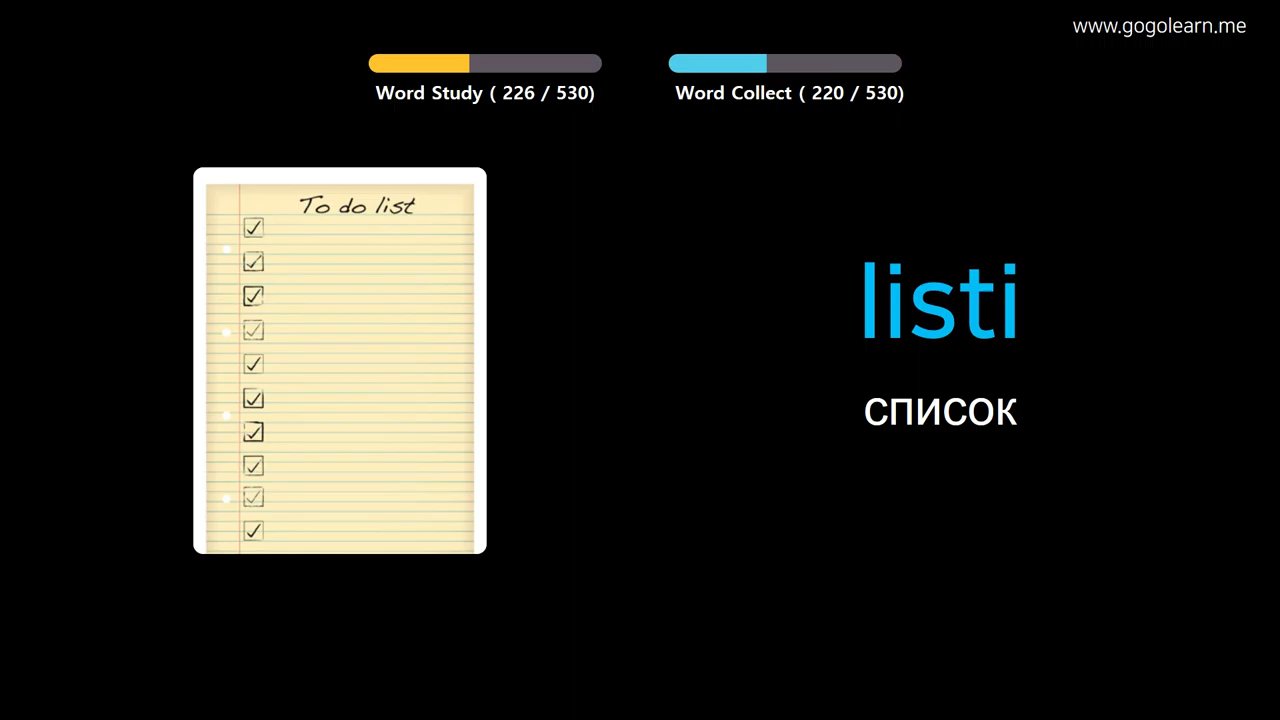 www.gogolearn.me
Word Study ( 226 / 530)
Word Collect ( 220 / 530)
To do list
listi
список